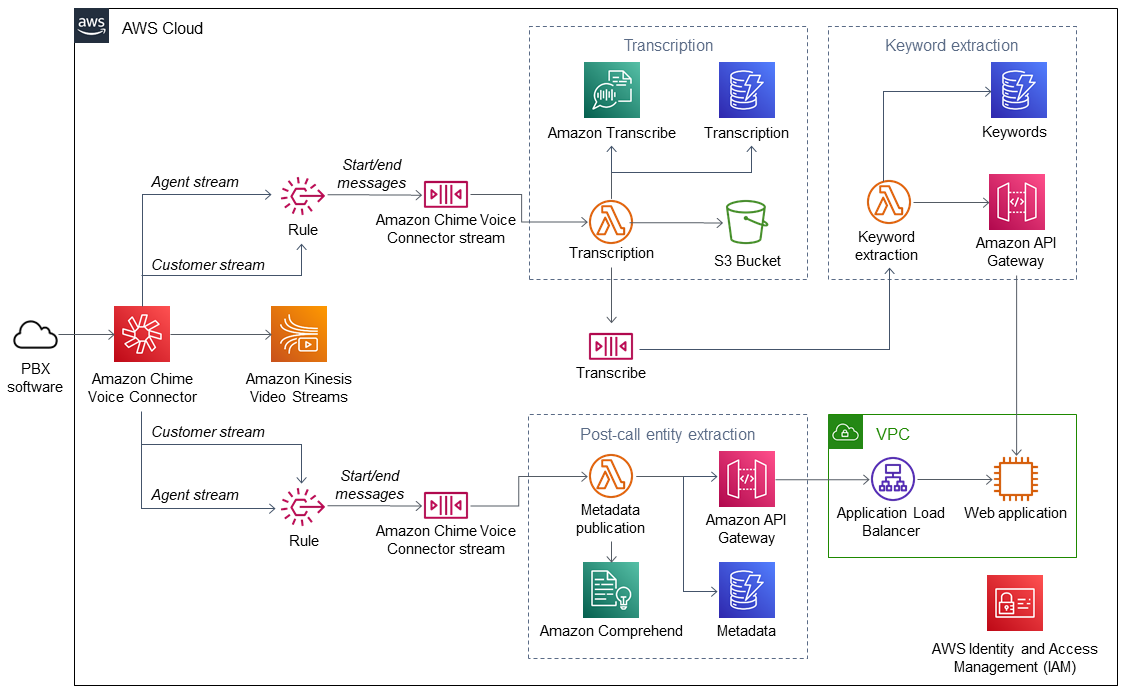 aws
AWS Cloud
Transcription
Amazon Transcribe
Transcription
Keyword extraction
Keywords
Agent stream
Rule
Start/end
messages
Amazon Chime Voice
Connector stream
Customer stream
Transcription
S3 Bucket
Keyword
extraction
Amazon API
Gateway
PBX
software
Amazon Chime
Voice Connector
Amazon Kinesis
Video Streams
Transcribe
Customer stream
Agent stream
Rule
Start/end
messages
Amazon Chime Voice
Connector stream
Post-call entity extraction
Metadata
publication
Amazon API
Gateway
Amazon Comprehend
Metadata
VPC
Application Load
Balancer
Web application
AWS Identity and Access
Management (IAM)